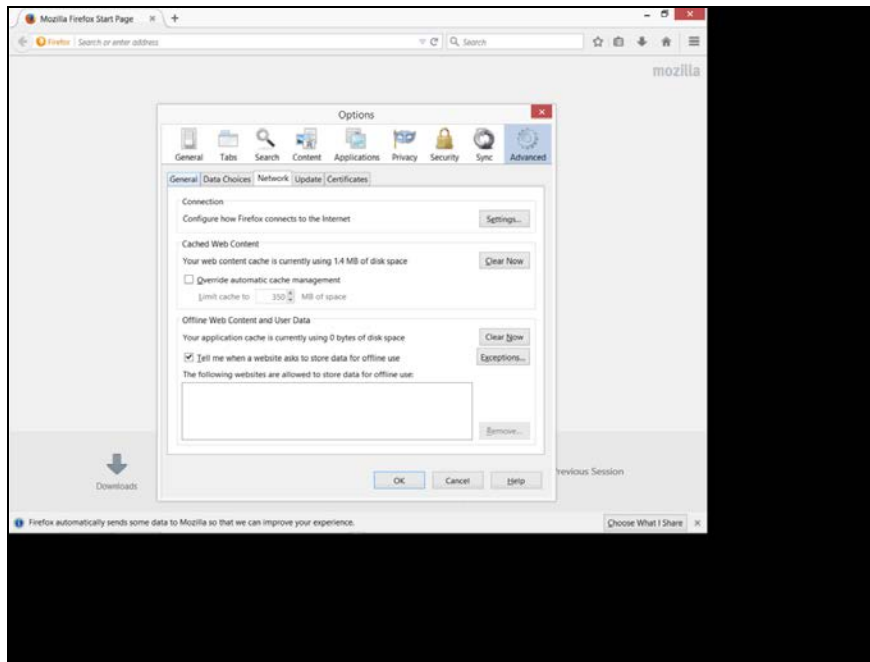 Mozilla Firefox Start Page
Firefox Search or enter address
Search
mozilla
Options
General Tabs Search Content Applications Privacy Security Sync Advanced
General Data Choices Network Update Certificates
Connection
Configure how Firefox connects to the Internet Settings...
Cached Web Content
Your web content cache is currently using 1.4 MB of disk space Clear Now
Override automatic cache management
Limit cache to 350 MB of space
Offline Web Content and User Data
Your application cache is currently using 0 bytes of disk space Clear Now
Tell me when a website asks to store data for offline use Exceptions...
The following websites are allowed to store data for offline use:
Remove...
OK Cancel Help
Downloads
revious Session
Firefox automatically sends some data to Mozilla so that we can improve your experience. Choose What I Share